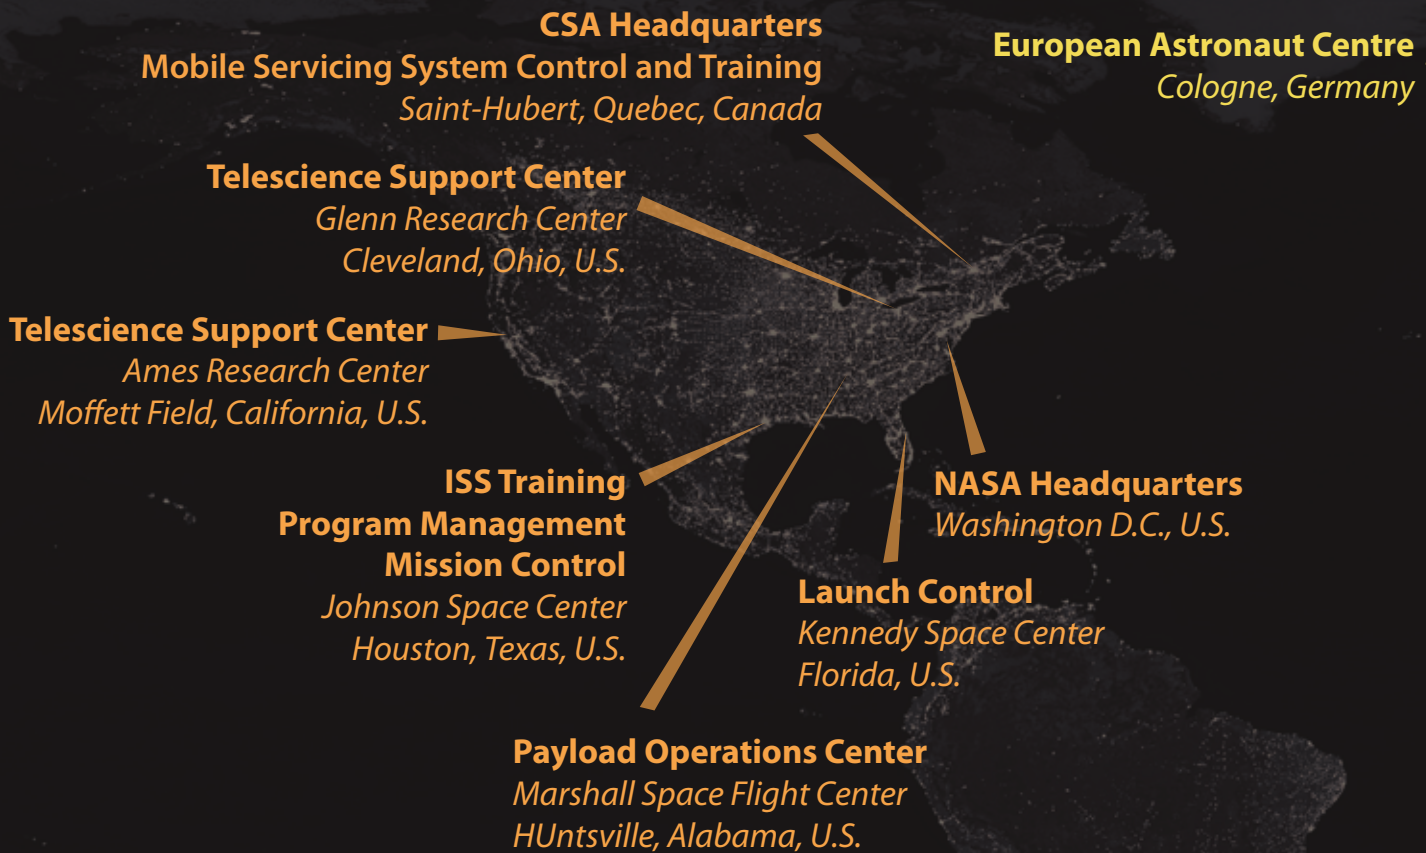 CSA Headquarters
Mobile Servicing System Control and Training
Saint-Hubert, Quebec, Canada
European Astronaut Centre
Cologne, Germany
Telescience Support Center
Glenn Research Center
Cleveland, Ohio, U.S.
Telescience Support Center
Ames Research Center
Moffett Field, California, U.S.
ISS Training
Program Management
Mission Control
Johnson Space Center
Houston, Texas, U.S.
NASA Headquarters
Washington D.C., U.S.
Launch Control
Kennedy Space Center
Florida, U.S.
Payload Operations Center
Marshall Space Flight Center
HUntsville, Alabama, U.S.